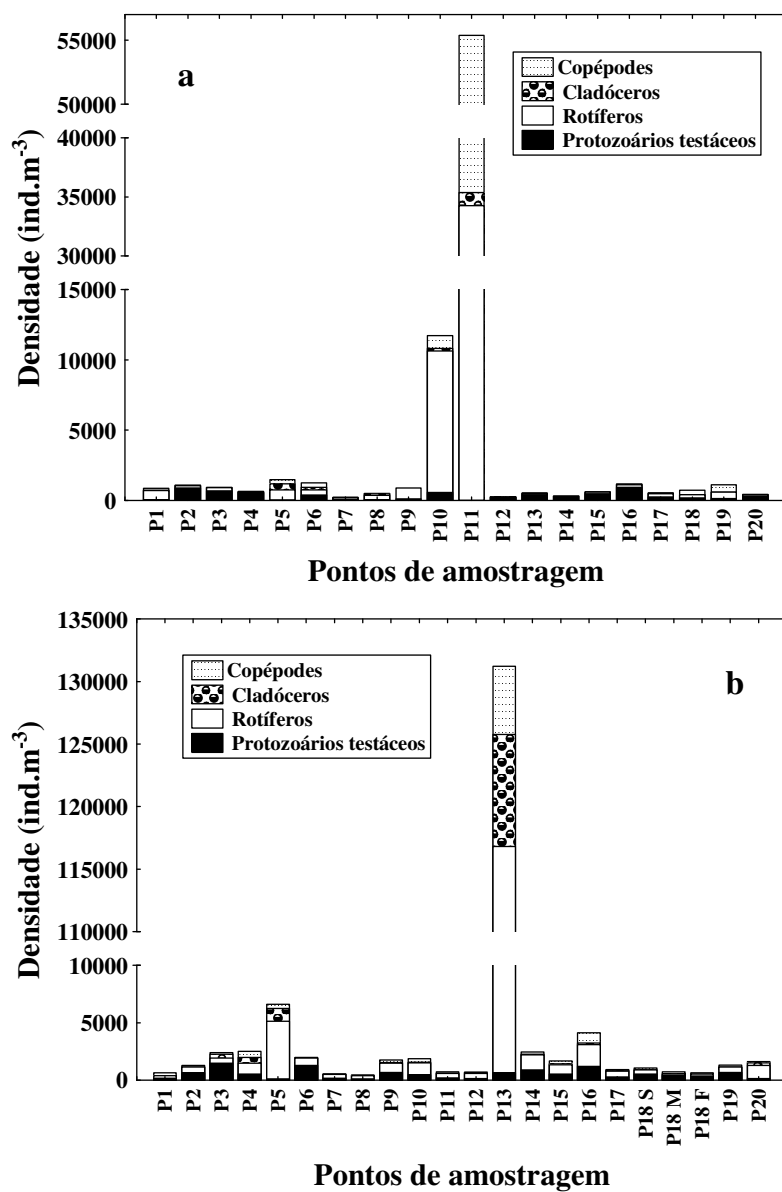 a
Copépodes
Cladóceros
Rotíferos
Protozoários testáceos
55000
50000
40000
35000
30000
15000
10000
5000
0
Densidade (ind.m-3)
P1 P2 P3 P4 P5 P6 P7 P8 P9 P10 P11 P12 P13 P14 P15 P16 P17 P18 P19 P20
Pontos de amostragem
b
Copépodes
Cladóceros
Rotíferos
Protozoários testáceos
135000
130000
125000
120000
115000
110000
10000
5000
0
Densidade (ind.m-3)
P1 P2 P3 P4 P5 P6 P7 P8 P9 P10 P11 P12 P13 P14 P15 P16 P17 P18 S P18 M P18 F P19 P20
Pontos de amostragem